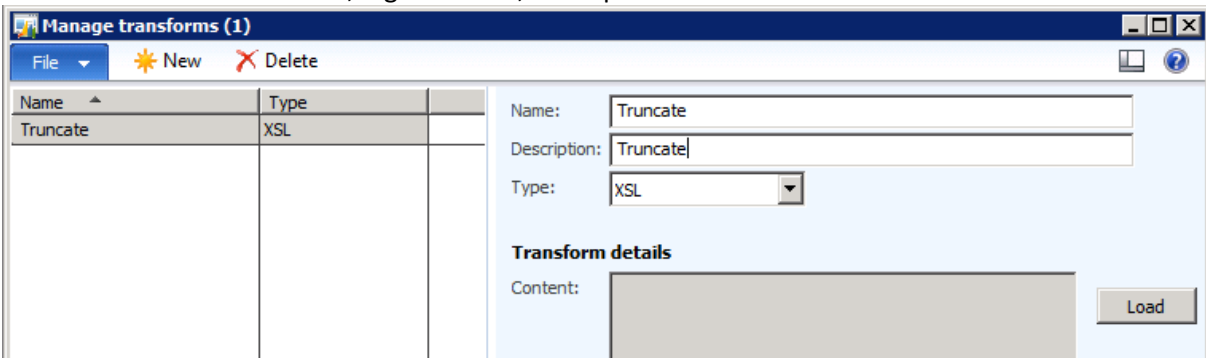 Manage transforms (1)
File New Delete
Name Type
Truncate XSL
Name: Truncate
Description: Truncate
Type: XSL
Transform details
Content:
Load